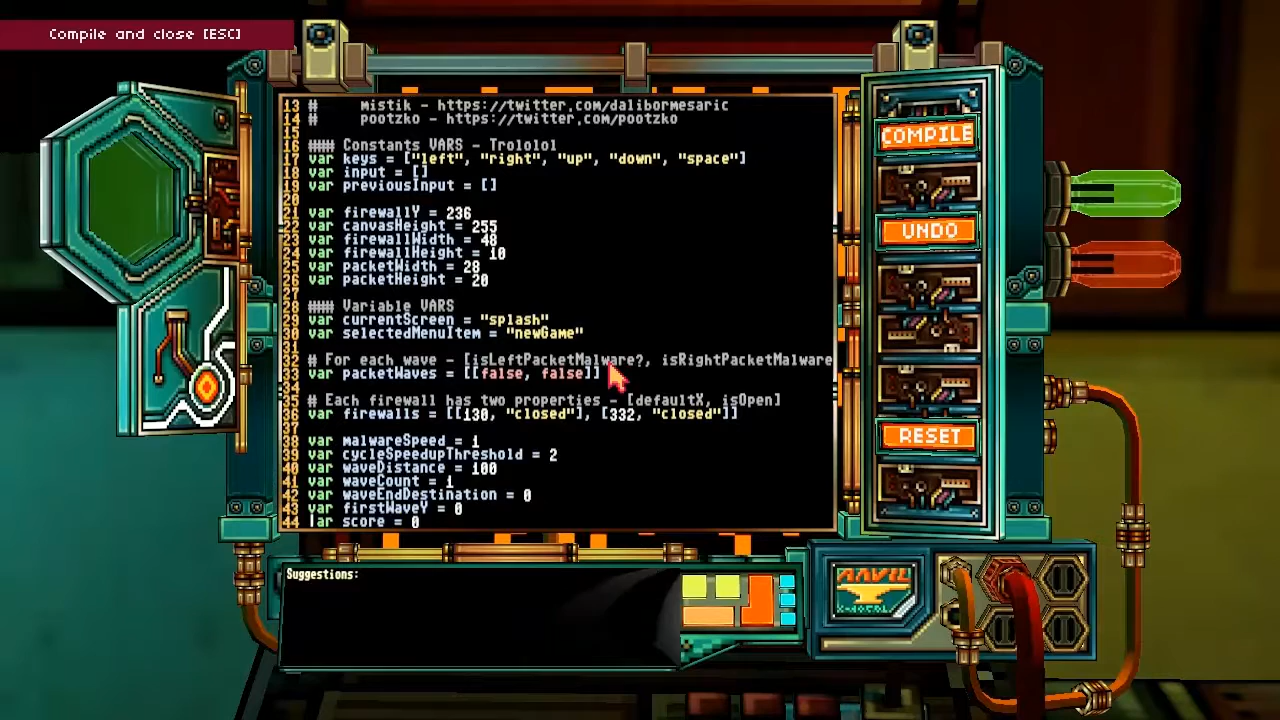 Compile and close [ESC]
13 #     mistik - https://twitter.com/dalibormesaric
14 #     pootzko - https://twitter.com/pootzko
15
16 ### Constants VARS - Trololol
17 var keys = ["left", "right", "up", "down", "space"]
18 var input = []
19 var previousInput = []
20
21 var firewallY = 236
22 var canvasHeight = 255
23 var firewallWidth = 48
24 var firewallHeight = 10
25 var packetWidth = 28
26 var packetHeight = 20
27
28 ### Variable VARS
29 var currentScreen = "splash"
30 var selectedMenuItem = "newGame"
31
32 # For each wave - [isLeftPacketMalware?, isRightPacketMalware
33 var packetWaves = [[false, false]]
34
35 # Each firewall has two properties - [defaultX, isOpen]
36 var firewalls = [[130, "closed"], [332, "closed"]]
37
38 var malwareSpeed = 1
39 var cycleSpeedupThreshold = 2
40 var waveDistance = 100
41 var waveCount = 1
42 var waveEndDestination = 0
43 var firstWaveY = 0
44 var score = 0
COMPILE
UNDO
RESET
Suggestions:
ANVIL